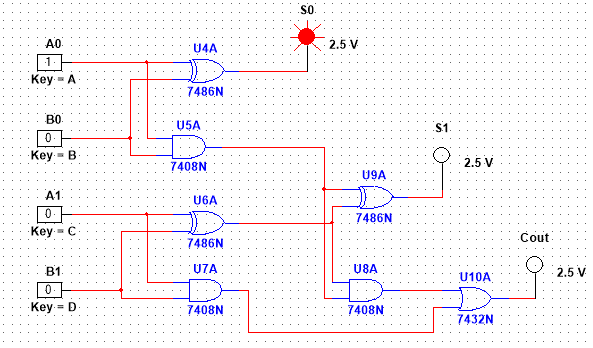 S0
2.5 V
A0
1
Key = A
U4A
7486N
B0
0
Key = B
U5A
7408N
S1
2.5 V
U9A
7486N
A1
0
Key = C
U6A
7486N
Cout
2.5 V
B1
0
Key = D
U7A
7408N
U8A
7408N
U10A
7432N